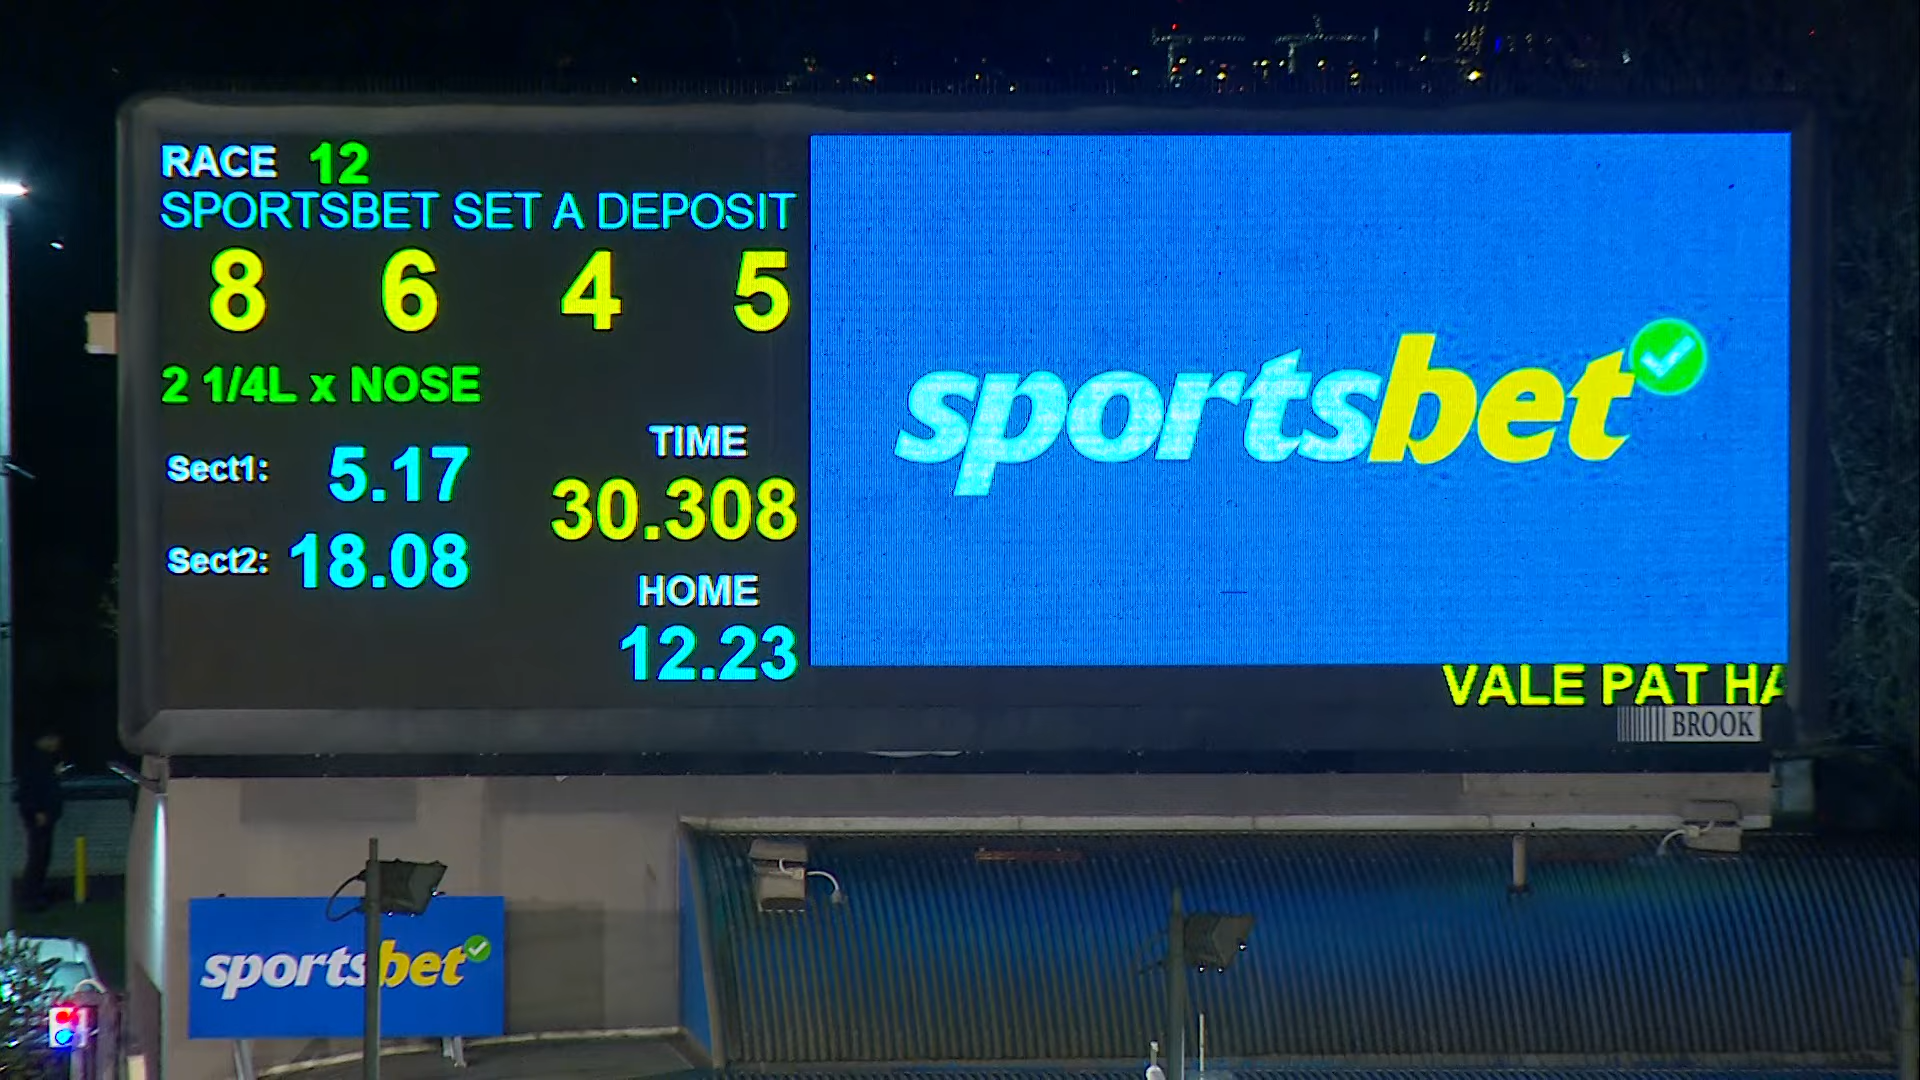 RACE 12
SPORTSBET SET A DEPOSIT
8 6 4 5
2 1/4L x NOSE
Sect1: 5.17
TIME
30.308
Sect2: 18.08
HOME
12.23
sportsbet
VALE PAT HA
BROOK
sportsbet